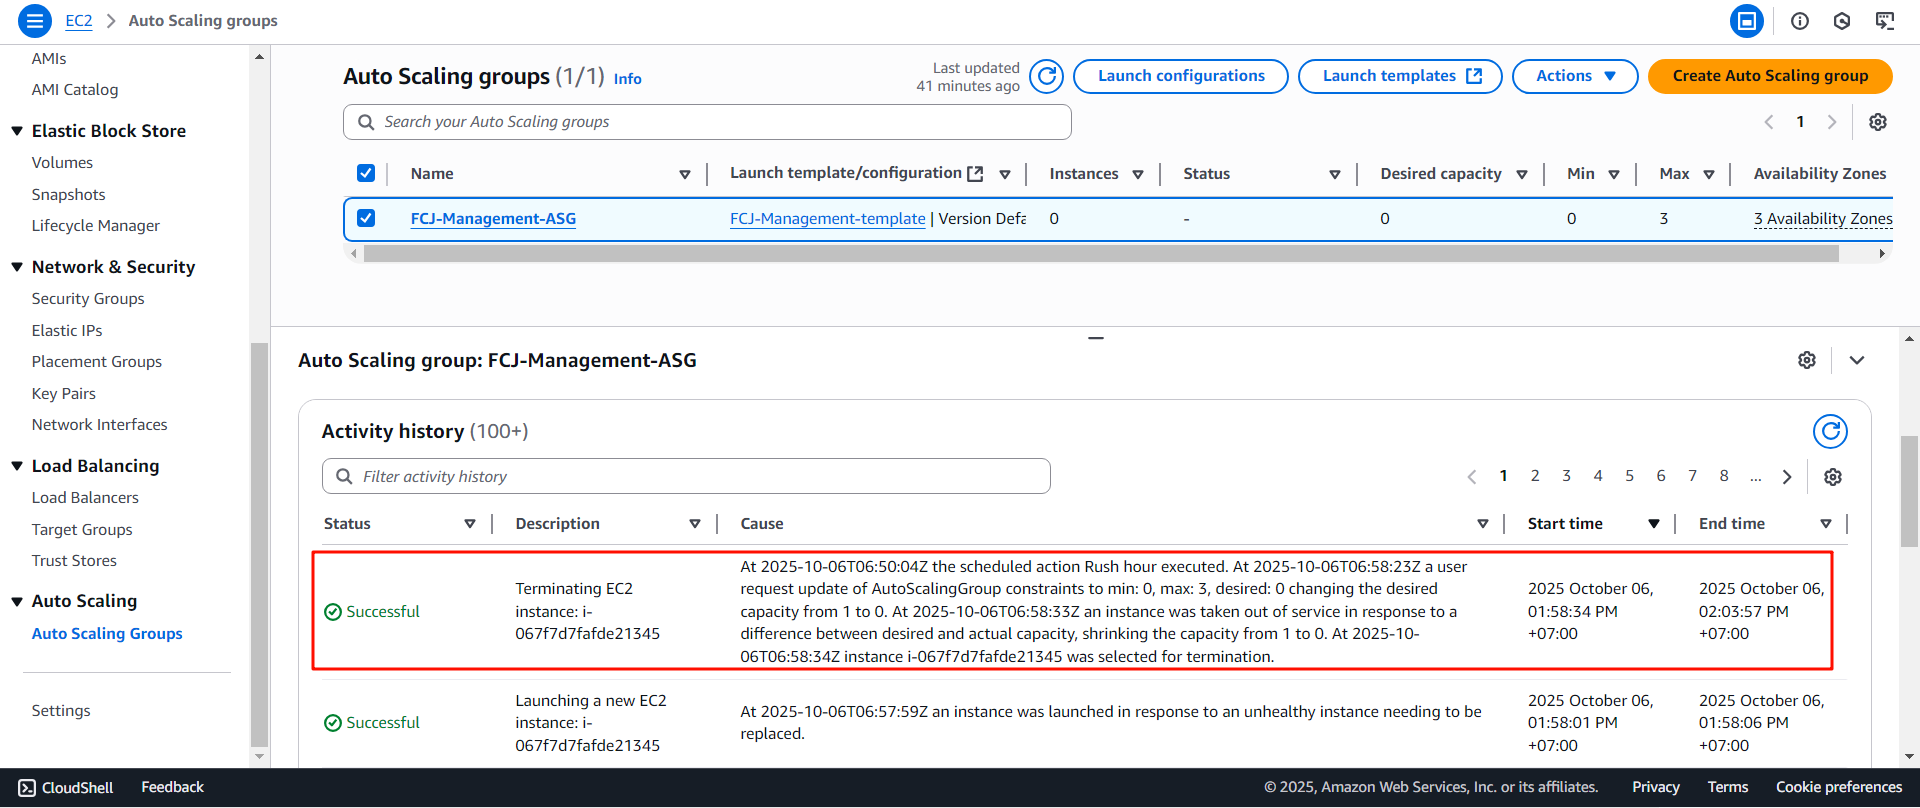 EC2 > Auto Scaling groups
AMIs
AMI Catalog
Elastic Block Store
Volumes
Snapshots
Lifecycle Manager
Network & Security
Security Groups
Elastic IPs
Placement Groups
Key Pairs
Network Interfaces
Load Balancing
Load Balancers
Target Groups
Trust Stores
Auto Scaling
Auto Scaling Groups
Settings
Auto Scaling groups (1/1) Info
Last updated
41 minutes ago
Launch configurations
Launch templates
Actions
Create Auto Scaling group
Search your Auto Scaling groups
1
Name Launch template/configuration Instances Status Desired capacity Min Max Availability Zones
FCJ-Management-ASG FCJ-Management-template | Version Defa 0 - 0 0 3 3 Availability Zones
Auto Scaling group: FCJ-Management-ASG
Activity history (100+)
Filter activity history
1 2 3 4 5 6 7 8 ...
Status Description Cause Start time End time
Successful
Terminating EC2
instance: i-
067f7d7fafde21345
At 2025-10-06T06:50:04Z the scheduled action Rush hour executed. At 2025-10-06T06:58:23Z a user
request update of AutoScalingGroup constraints to min: 0, max: 3, desired: 0 changing the desired
capacity from 1 to 0. At 2025-10-06T06:58:33Z an instance was taken out of service in response to a
difference between desired and actual capacity, shrinking the capacity from 1 to 0. At 2025-10-
06T06:58:34Z instance i-067f7d7fafde21345 was selected for termination.
2025 October 06,
01:58:34 PM
+07:00
2025 October 06,
02:03:57 PM
+07:00
Successful
Launching a new EC2
instance: i-
067f7d7fafde21345
At 2025-10-06T06:57:59Z an instance was launched in response to an unhealthy instance needing to be
replaced.
2025 October 06,
01:58:01 PM
+07:00
2025 October 06,
01:58:06 PM
+07:00
CloudShell Feedback © 2025, Amazon Web Services, Inc. or its affiliates. Privacy Terms Cookie preferences